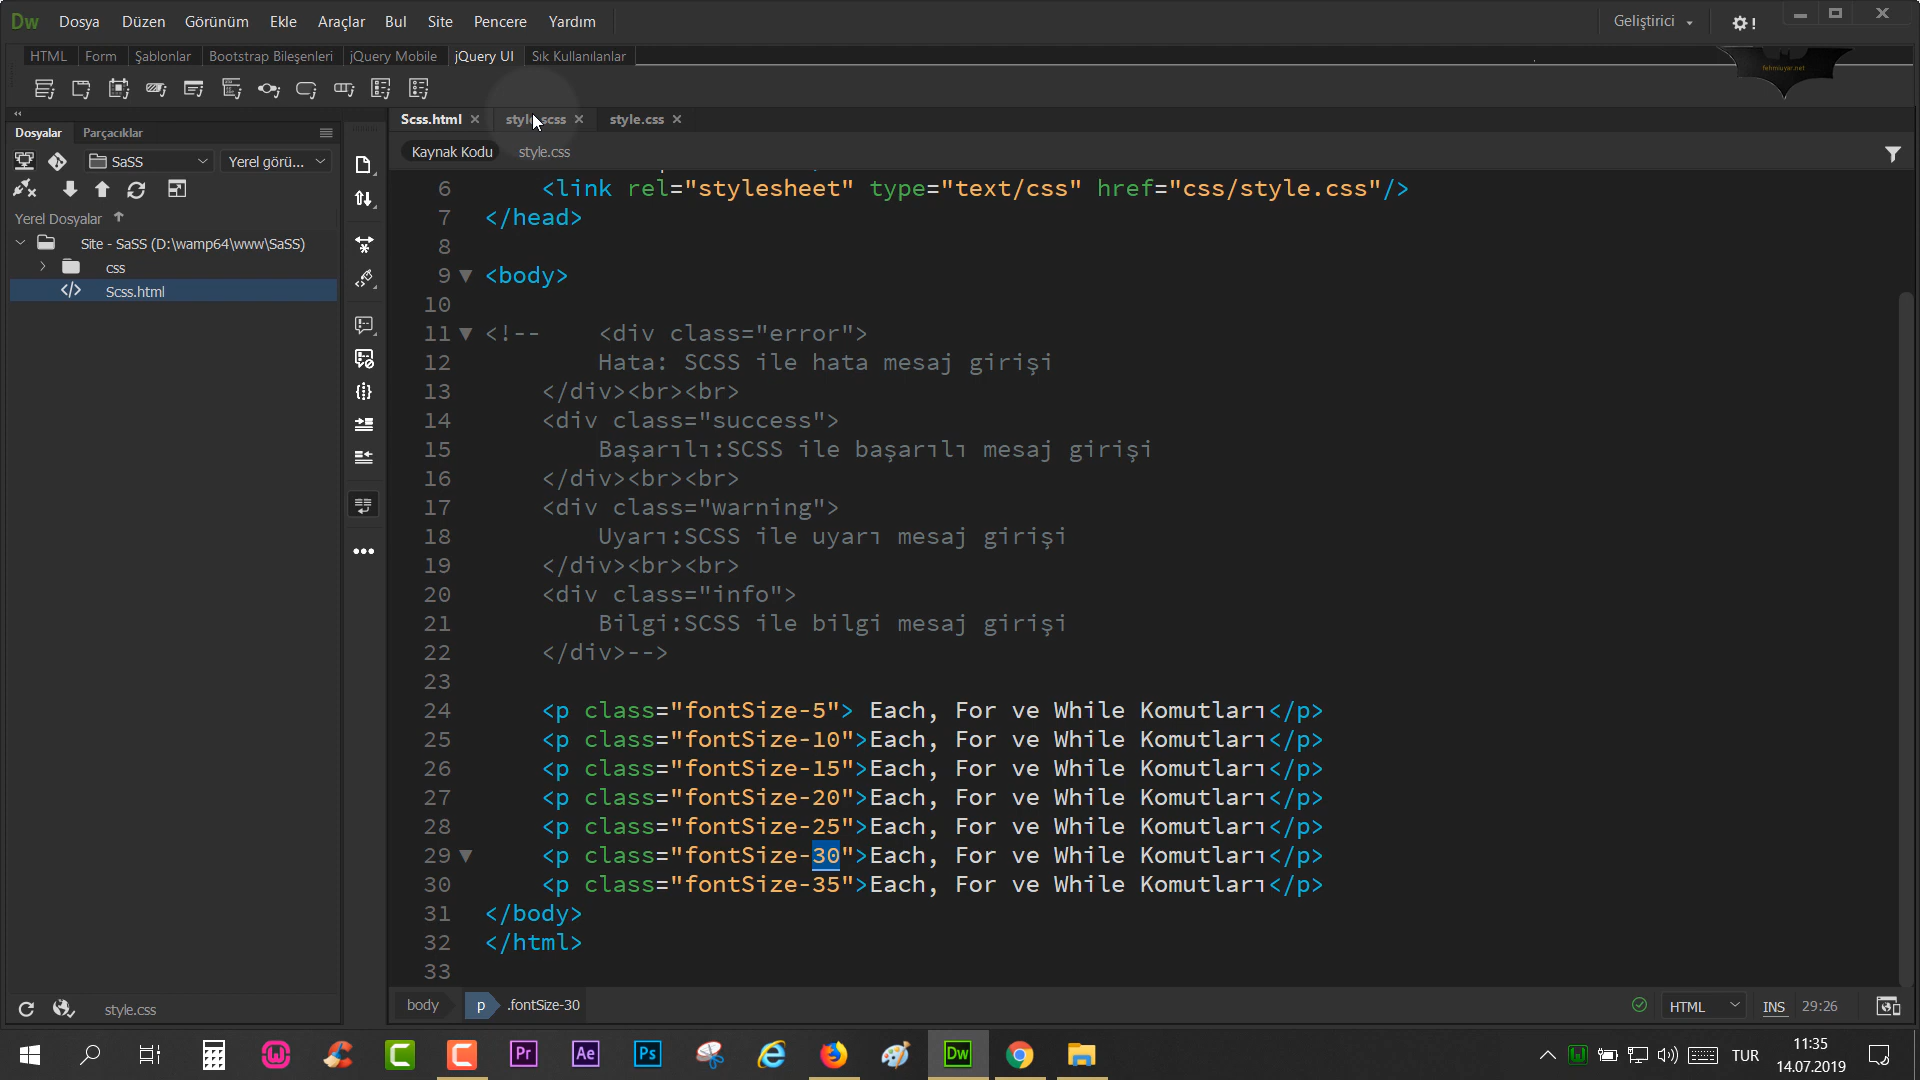 Dw Dosya Düzen Görünüm Ekle Araçlar Bul Site Pencere Yardım Geliştirici
HTML Form Şablonlar Bootstrap Bileşenleri jQuery Mobile jQuery UI Sık Kullanılanlar
fehmiuyar.net
Scss.html style.scss style.css
Dosyalar Parçacıklar
Kaynak Kodu style.css
SaSS Yerel görü...
Yerel Dosyalar
Site - SaSS (D:\wamp64\www\SaSS)
css
Scss.html
6 <link rel="stylesheet" type="text/css" href="css/style.css"/>
7 </head>
8
9 <body>
10
11 <!-- <div class="error">
12 Hata: SCSS ile hata mesaj girişi
13 </div><br><br>
14 <div class="success">
15 Başarılı:SCSS ile başarılı mesaj girişi
16 </div><br><br>
17 <div class="warning">
18 Uyarı:SCSS ile uyarı mesaj girişi
19 </div><br><br>
20 <div class="info">
21 Bilgi:SCSS ile bilgi mesaj girişi
22 </div>-->
23
24 <p class="fontSize-5"> Each, For ve While Komutları</p>
25 <p class="fontSize-10">Each, For ve While Komutları</p>
26 <p class="fontSize-15">Each, For ve While Komutları</p>
27 <p class="fontSize-20">Each, For ve While Komutları</p>
28 <p class="fontSize-25">Each, For ve While Komutları</p>
29 <p class="fontSize-30">Each, For ve While Komutları</p>
30 <p class="fontSize-35">Each, For ve While Komutları</p>
31 </body>
32 </html>
33
style.css
body p .fontSize-30 HTML INS 29:26
Pr Ae Ps Dw TUR
11:35
14.07.2019